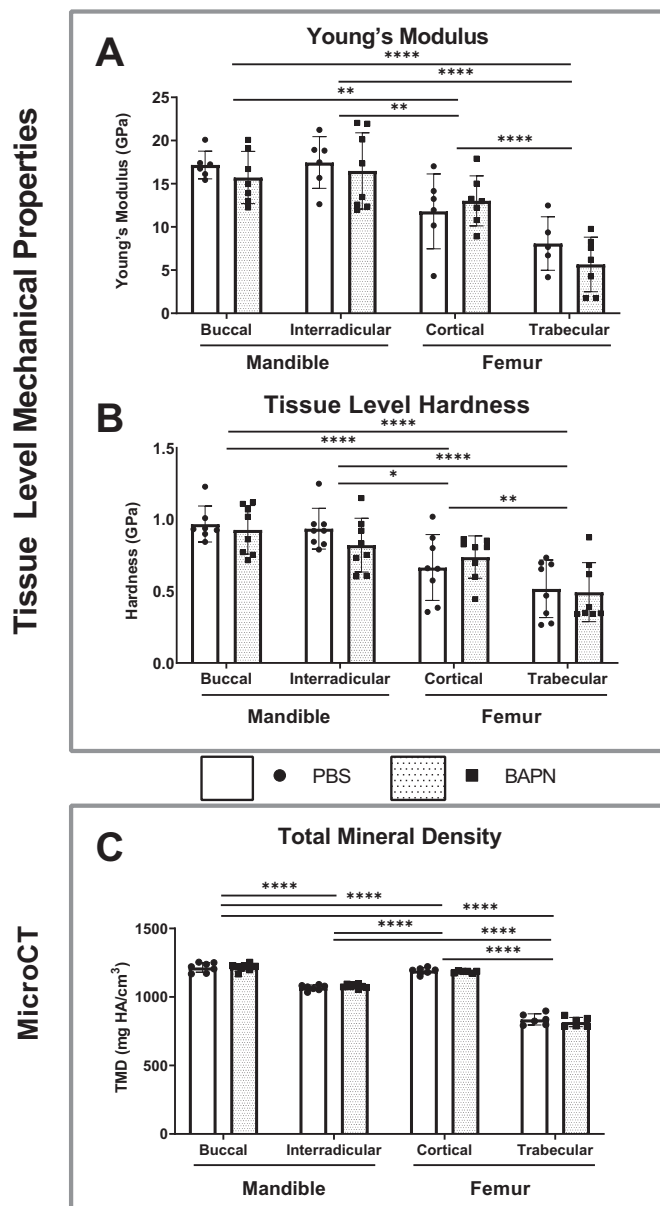 Tissue Level Mechanical Properties
A
Young's Modulus
****
****
**
**
****
Young's Modulus (GPa)
25
20
15
10
5
0
Buccal Interradicular Cortical Trabecular
Mandible Femur
B
Tissue Level Hardness
****
****
****
*
**
Hardness (GPa)
1.5
1.0
0.5
0.0
Buccal Interradicular Cortical Trabecular
Mandible Femur
PBS BAPN
MicroCT
C
Total Mineral Density
****
****
****
****
****
****
TMD (mg HA/cm³)
1500
1000
500
0
Buccal Interradicular Cortical Trabecular
Mandible Femur